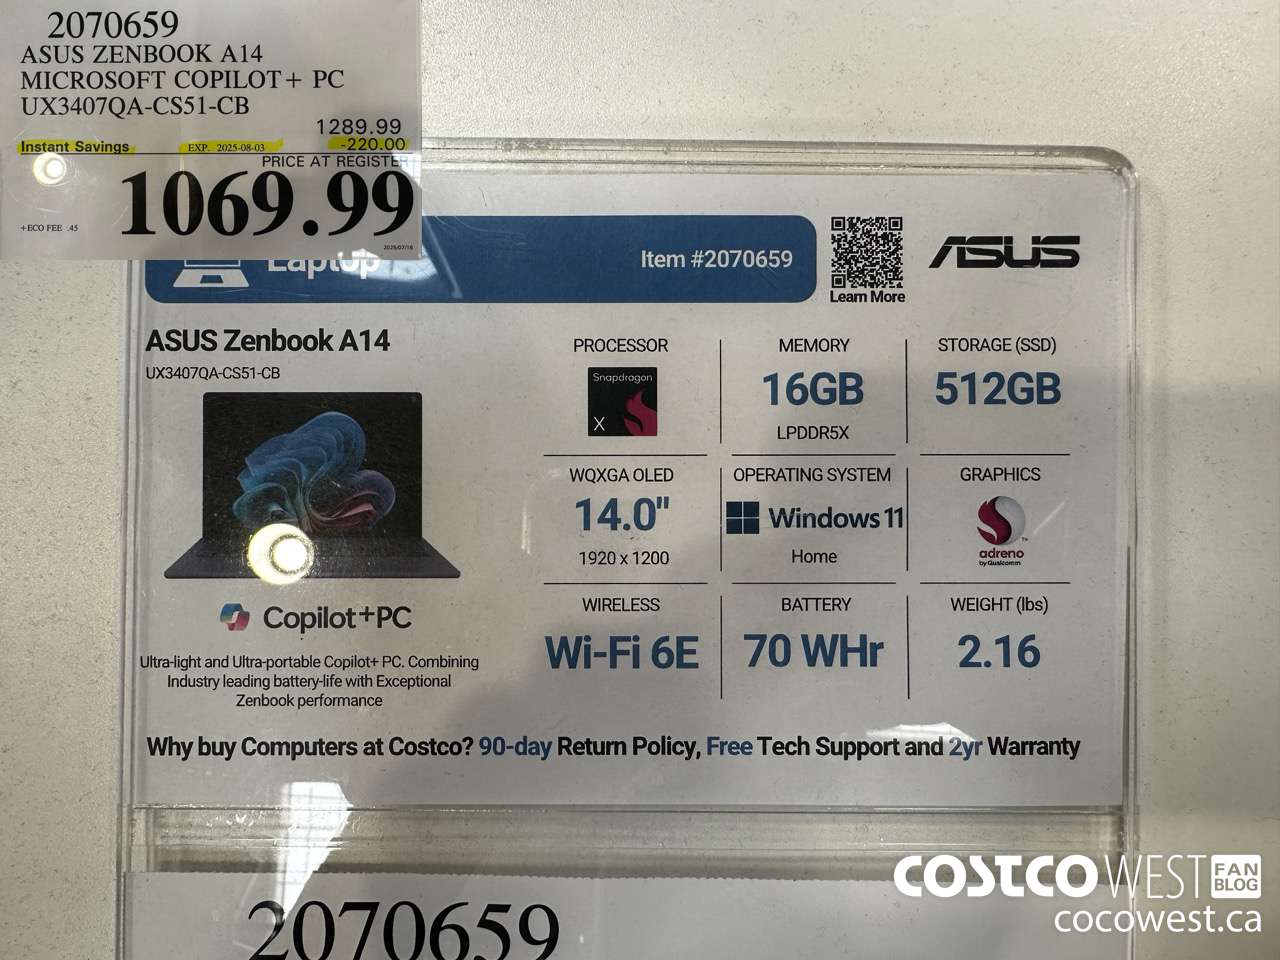 2070659
ASUS ZENBOOK A14
MICROSOFT COPILOT+ PC
UX3407QA-CS51-CB
1289.99
Instant Savings EXP. 2025-08-03 -220.00
PRICE AT REGISTER
1069.99
+ECO FEE .45
2025/07/18
Laptop
Item #2070659
Learn More
ASUS
ASUS Zenbook A14
UX3407QA-CS51-CB
Copilot+PC
Ultra-light and Ultra-portable Copilot+ PC. Combining
Industry leading battery-life with Exceptional
Zenbook performance
PROCESSOR
Snapdragon
X
MEMORY
16GB
LPDDR5X
STORAGE (SSD)
512GB
WQXGA OLED
14.0"
1920 x 1200
OPERATING SYSTEM
Windows 11
Home
GRAPHICS
adreno
by Qualcomm
WIRELESS
Wi-Fi 6E
BATTERY
70 WHr
WEIGHT (lbs)
2.16
Why buy Computers at Costco? 90-day Return Policy, Free Tech Support and 2yr Warranty
2070659
COSTCO WEST FAN BLOG
cocowest.ca